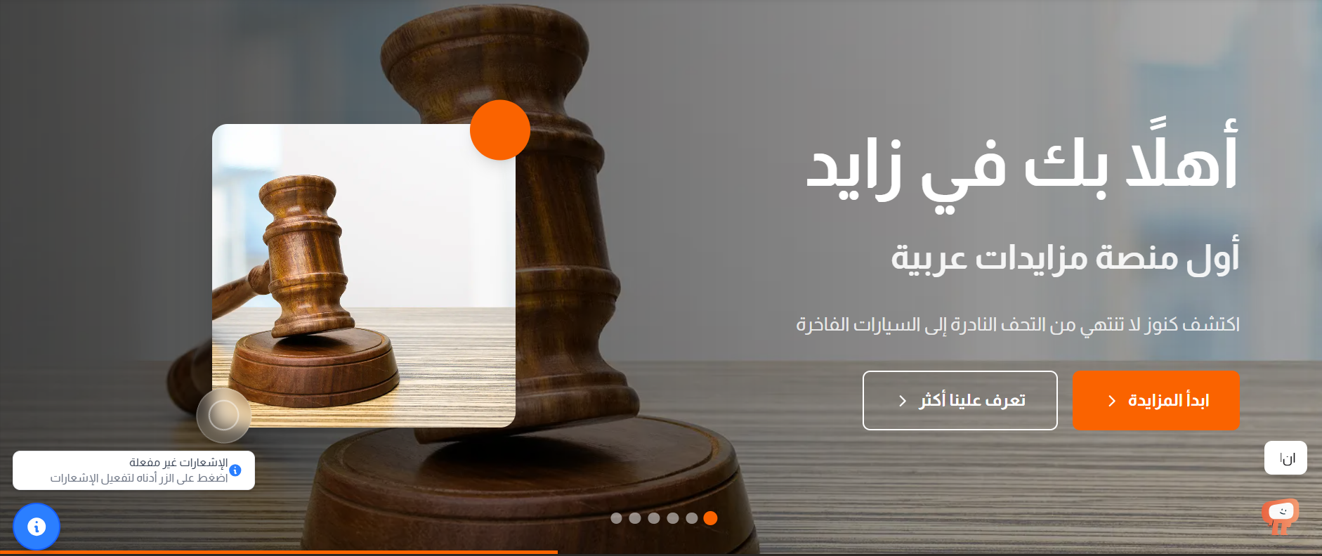 أهلًا بك في زايد
أول منصة مزايدات عربية
اكتشف كنوز لا تنتهي من التحف النادرة إلى السيارات الفاخرة
ابدأ المزايدة
تعرف علينا أكثر
الإشعارات غير مفعلة
اضغط على الزر أدناه لتفعيل الإشعارات
ان